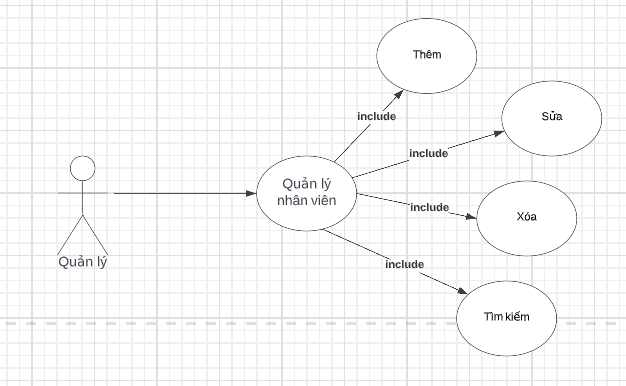 Thêm
include
Sửa
include
Quản lý
nhân viên
include
Xóa
Quản lý
include
Tìm kiếm